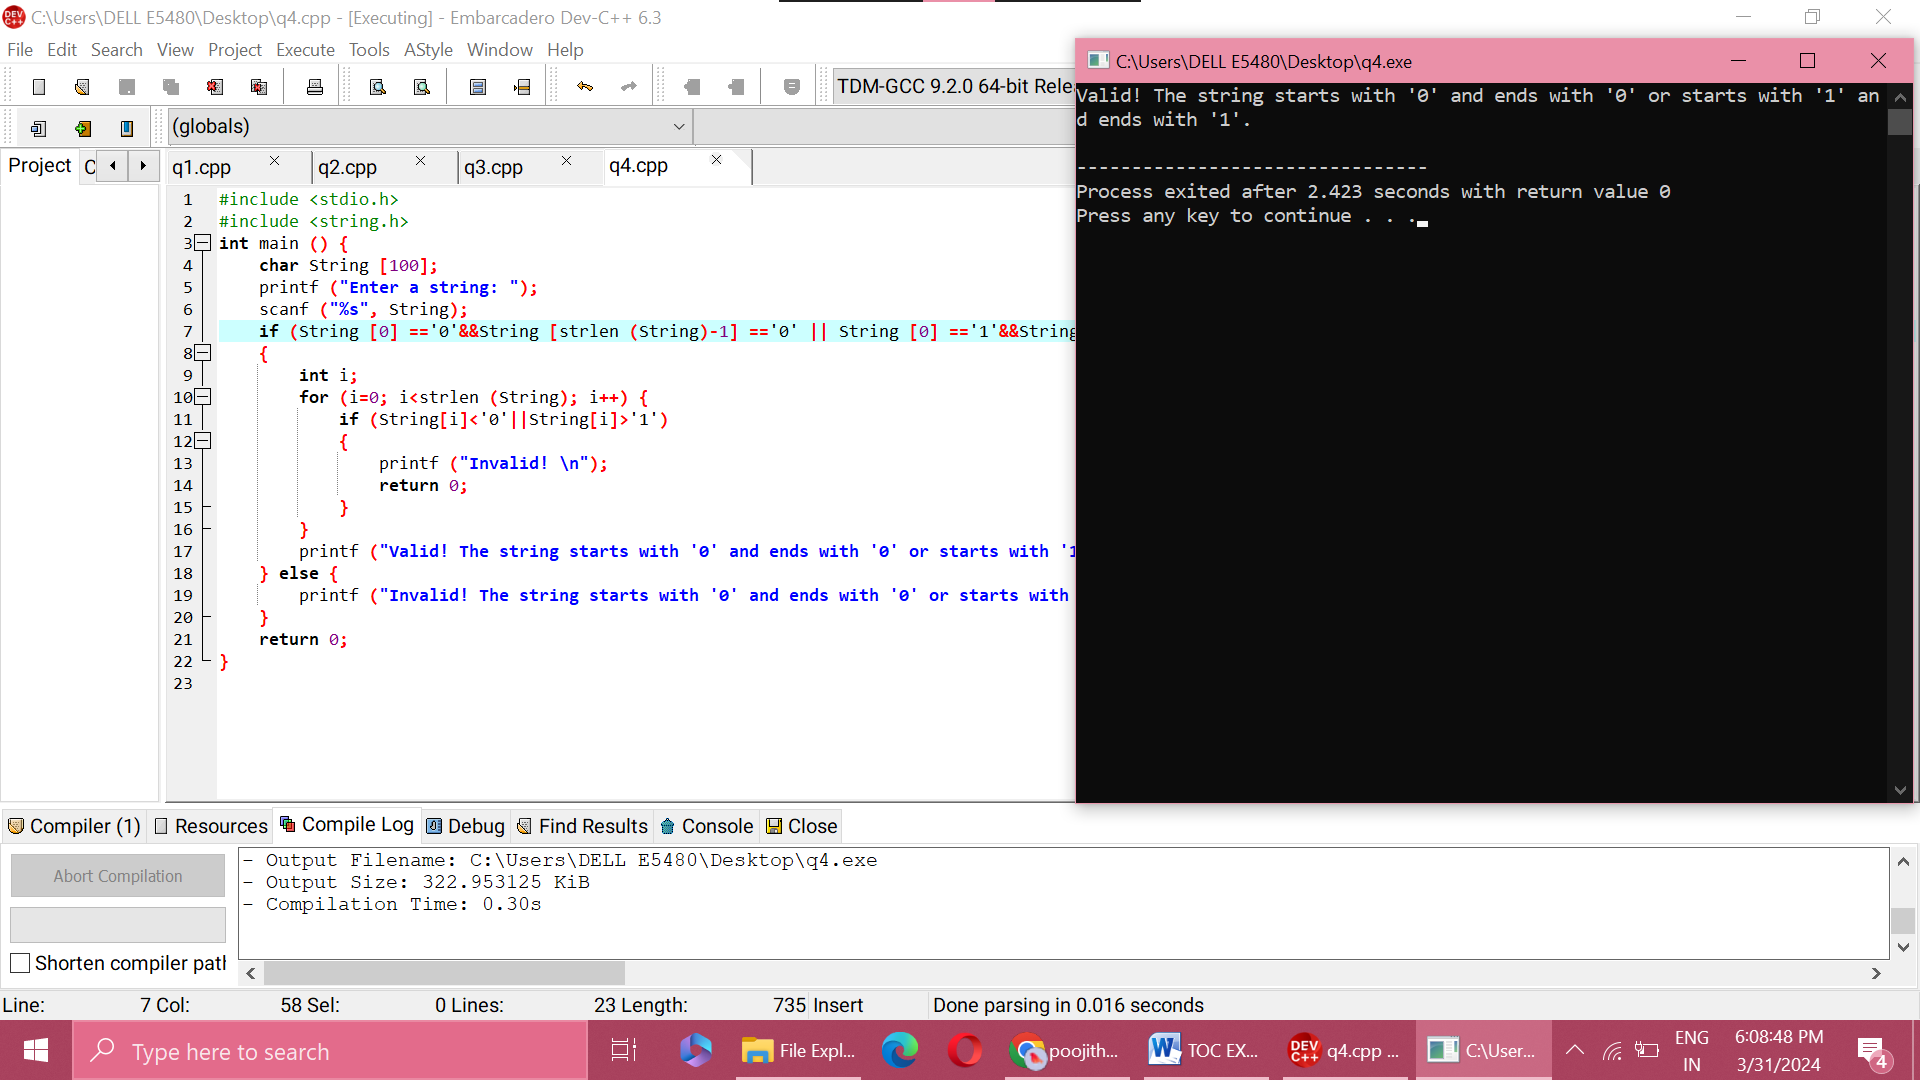 C:\Users\DELL E5480\Desktop\q4.cpp - [Executing] - Embarcadero Dev-C++ 6.3
File Edit Search View Project Execute Tools AStyle Window Help
TDM-GCC 9.2.0 64-bit Rele
(globals)
Project C
q1.cpp q2.cpp q3.cpp q4.cpp
1 #include <stdio.h>
2 #include <string.h>
3 int main () {
4 char String [100];
5 printf ("Enter a string: ");
6 scanf ("%s", String);
7 if (String [0] =='0'&&String [strlen (String)-1] =='0' || String [0] =='1'&&String
8 {
9 int i;
10 for (i=0; i<strlen (String); i++) {
11 if (String[i]<'0'||String[i]>'1')
12 {
13 printf ("Invalid! \n");
14 return 0;
15 }
16 }
17 printf ("Valid! The string starts with '0' and ends with '0' or starts with '1
18 } else {
19 printf ("Invalid! The string starts with '0' and ends with '0' or starts with
20 }
21 return 0;
22 }
23
C:\Users\DELL E5480\Desktop\q4.exe
Valid! The string starts with '0' and ends with '0' or starts with '1' an
d ends with '1'.
--------------------------------
Process exited after 2.423 seconds with return value 0
Press any key to continue . . .
Compiler (1) Resources Compile Log Debug Find Results Console Close
Abort Compilation
Shorten compiler path
- Output Filename: C:\Users\DELL E5480\Desktop\q4.exe
- Output Size: 322.953125 KiB
- Compilation Time: 0.30s
Line: 7 Col: 58 Sel: 0 Lines: 23 Length: 735 Insert Done parsing in 0.016 seconds
Type here to search
File Expl...
poojith...
TOC EX...
q4.cpp ...
C:\User...
ENG
IN
6:08:48 PM
3/31/2024
4